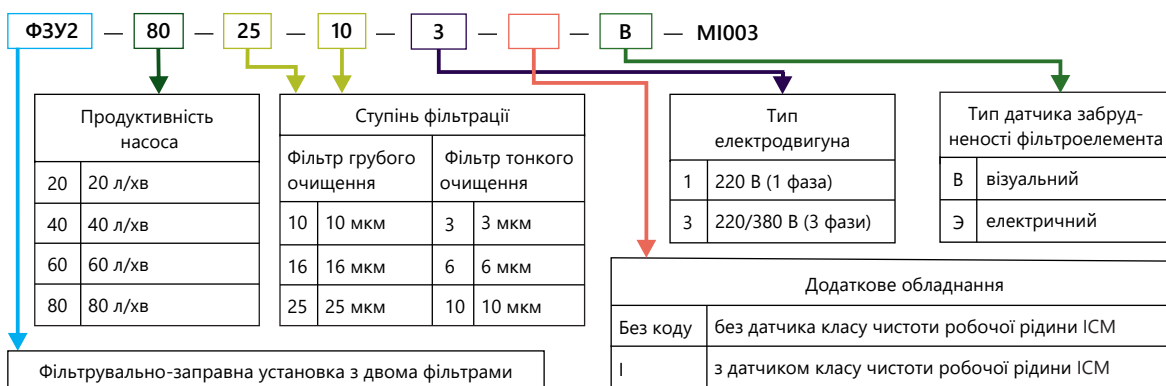 ФЗУ2 — 80 — 25 — 10 — 3 — — В — МІ003
Продуктивність
насоса
20 20 л/хв
40 40 л/хв
60 60 л/хв
80 80 л/хв
Ступінь фільтрації
Фільтр грубого Фільтр тонкого
очищення очищення
10 10 мкм 3 3 мкм
16 16 мкм 6 6 мкм
25 25 мкм 10 10 мкм
Тип
електродвигуна
1 220 В (1 фаза)
3 220/380 В (3 фази)
Тип датчика забруд-
неності фільтроелемента
В візуальний
Э електричний
Додаткове обладнання
Без коду без датчика класу чистоти робочої рідини ICM
І з датчиком класу чистоти робочої рідини ICM
Фільтрувально-заправна установка з двома фільтрами